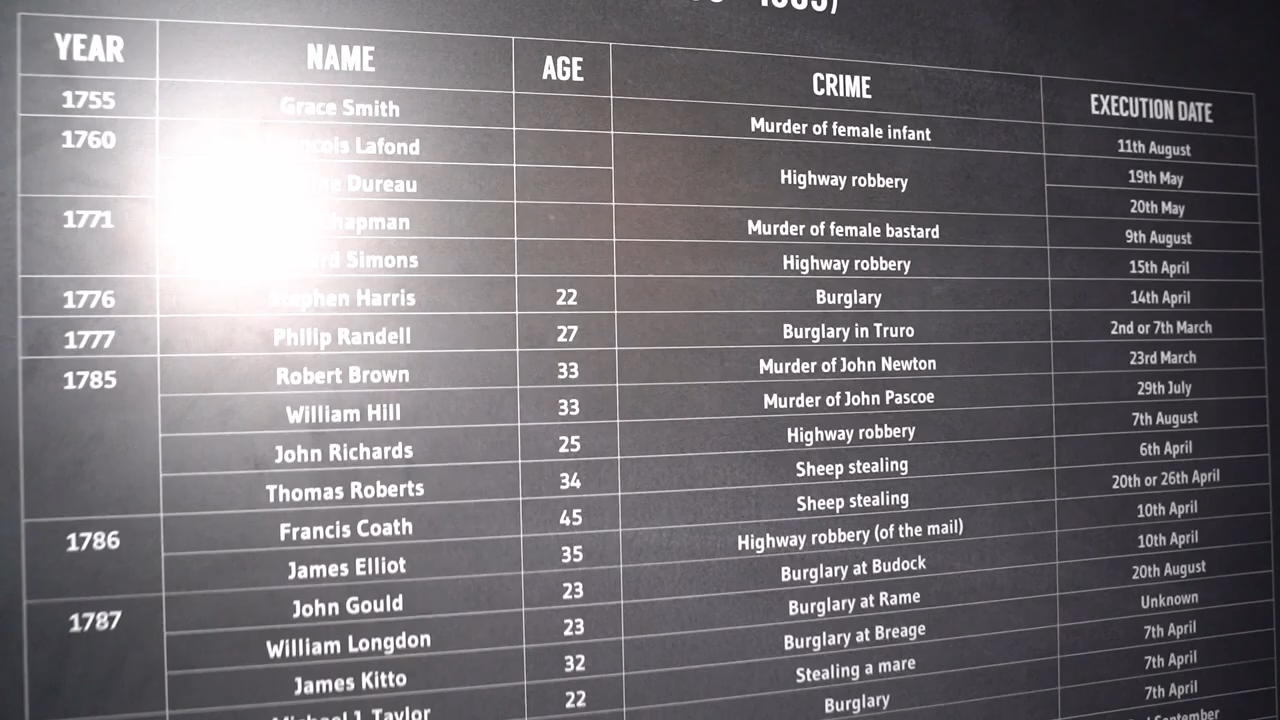 YEAR NAME AGE CRIME EXECUTION DATE
1755 Grace Smith Murder of female infant 11th August
1760 Lafond Highway robbery 19th May
Dureau 20th May
1771 Murder of female bastard 9th August
Simons Highway robbery 15th April
1776 Stephen Harris 22 Burglary 14th April
1777 Philip Randell 27 Burglary in Truro 2nd or 7th March
1785 Robert Brown 33 Murder of John Newton 23rd March
William Hill 33 Murder of John Pascoe 29th July
John Richards 25 Highway robbery 7th August
Thomas Roberts 34 Sheep stealing 6th April
1786 Francis Coath 45 Sheep stealing 20th or 26th April
James Elliot 35 Highway robbery (of the mail) 10th April
1787 John Gould 23 Burglary at Budock 10th April
William Longdon 23 Burglary at Rame 20th August
James Kitto 32 Burglary at Breage Unknown
Michael J. Taylor 22 Stealing a mare 7th April
Burglary 7th April
7th April
September